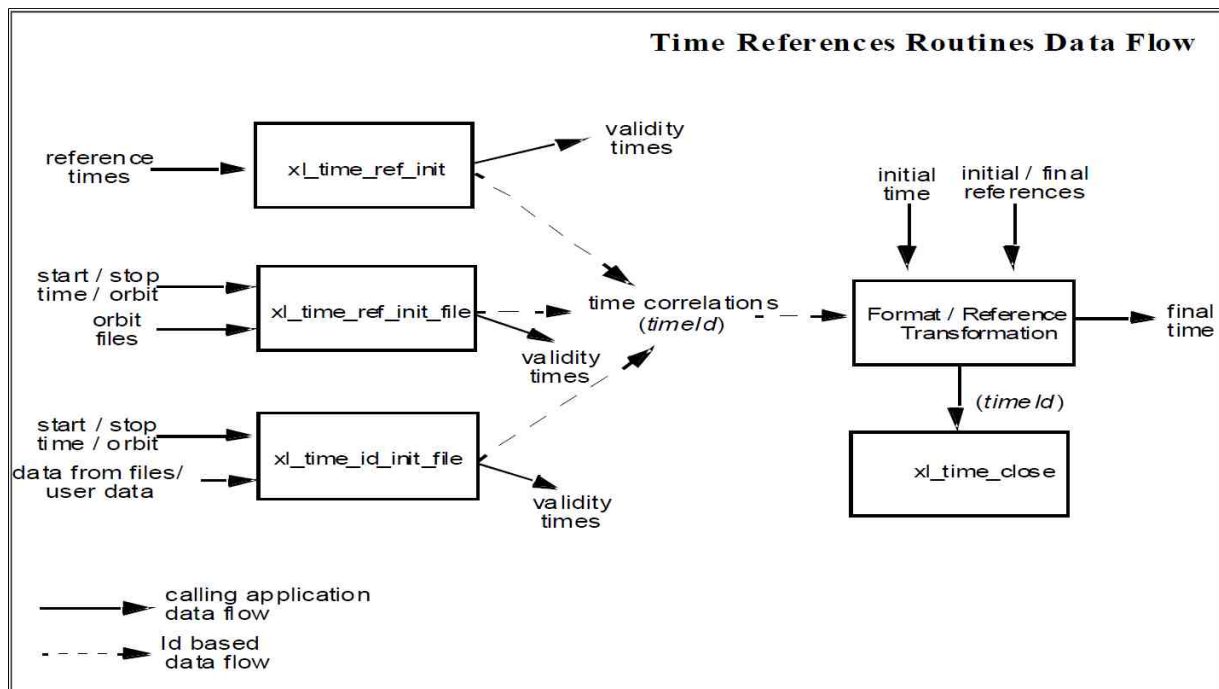 Time References Routines Data Flow
reference
times
xl_time_ref_init
validity
times
initial
time
initial / final
references
start / stop
time / orbit
orbit
files
xl_time_ref_init_file
validity
times
time correlations
(timeId)
Format / Reference
Transformation
final
time
(timeId)
start / stop
time / orbit
data from files/
user data
xl_time_id_init_file
validity
times
xl_time_close
calling application
data flow
Id based
data flow